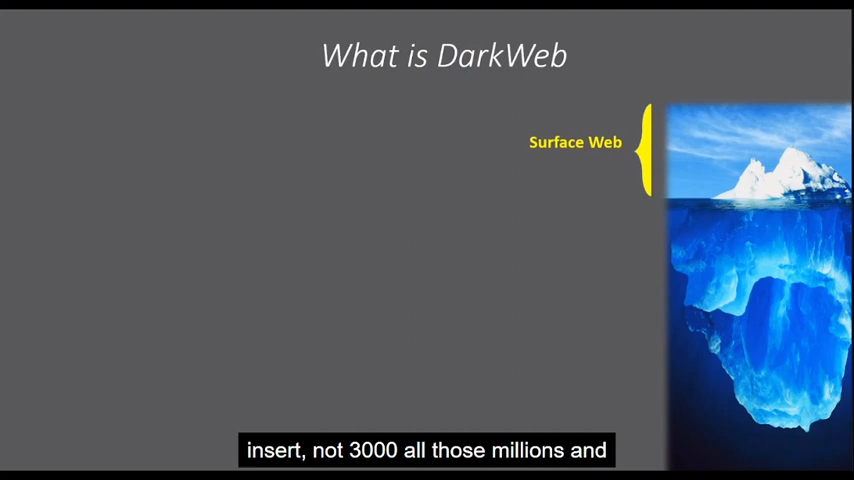 What is DarkWeb
Surface Web
insert, not 3000 all those millions and